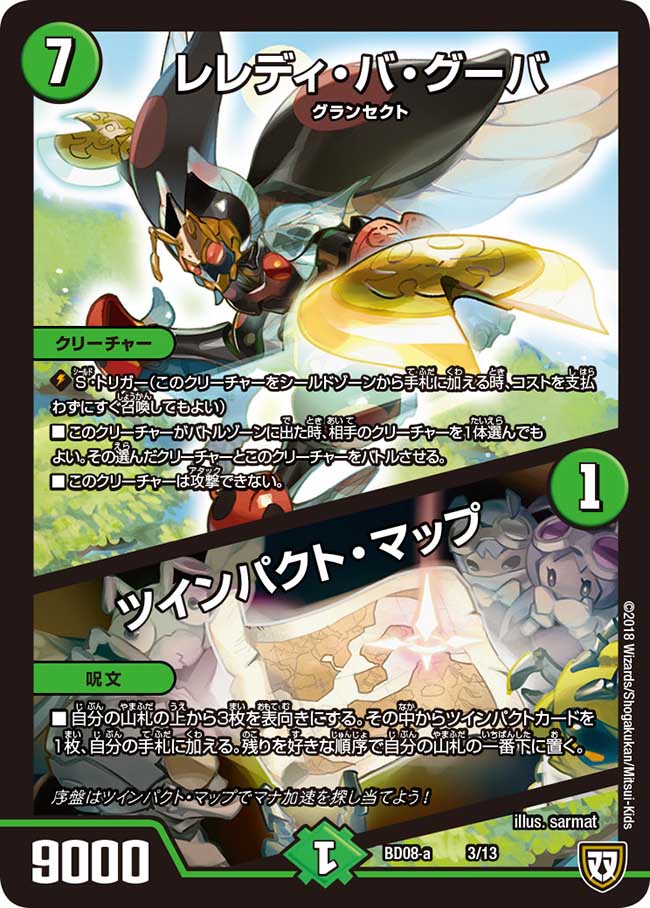 7
レレディ・バ・グーバ
グランセクト
クリーチャー
S・トリガー(このクリーチャーをシールドゾーンから手札に加える時、コストを支払
わずにすぐ召喚してもよい)
■このクリーチャーがバトルゾーンに出た時、相手のクリーチャーを1体選んでも
よい。その選んだクリーチャーとこのクリーチャーをバトルさせる。
■このクリーチャーは攻撃できない。
1
ツインパクト・マップ
呪文
■自分の山札の上から3枚を表向きにする。その中からツインパクトカードを
1枚、自分の手札に加える。残りを好きな順序で自分の山札の一番下に置く。
序盤はツインパクト・マップでマナ加速を探し当てよう!
illus. sarmat
©2018 Wizards/Shogakukan/Mitsui-Kids
9000
1
BD08-a 3/13